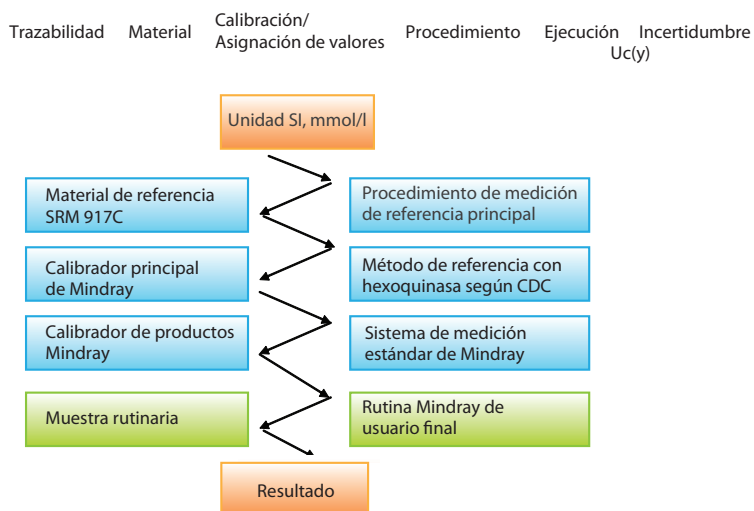 Trazabilidad Material Calibración/ Procedimiento Ejecución Incertidumbre
Asignación de valores Uc(y)
Unidad SI, mmol/l
Material de referencia
SRM 917C
Procedimiento de medición
de referencia principal
Calibrador principal
de Mindray
Método de referencia con
hexoquinasa según CDC
Calibrador de productos
Mindray
Sistema de medición
estándar de Mindray
Muestra rutinaria
Rutina Mindray de
usuario final
Resultado